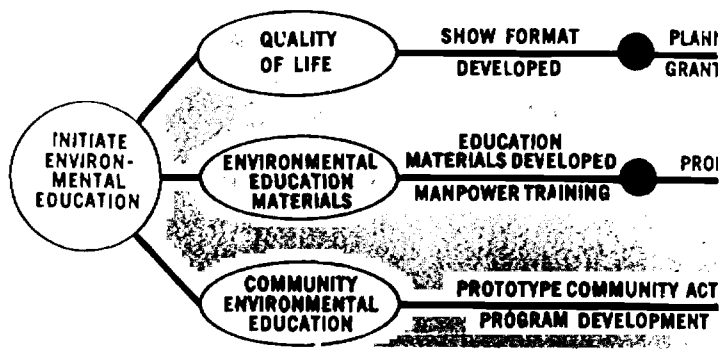 INITIATE
ENVIRON-
MENTAL
EDUCATION
QUALITY
OF LIFE
SHOW FORMAT
DEVELOPED
ENVIRONMENTAL
EDUCATION
MATERIALS
EDUCATION
MATERIALS DEVELOPED
MANPOWER TRAINING
COMMUNITY
ENVIRONMENTAL
EDUCATION
PROTOTYPE COMMUNITY ACT
PROGRAM DEVELOPMENT